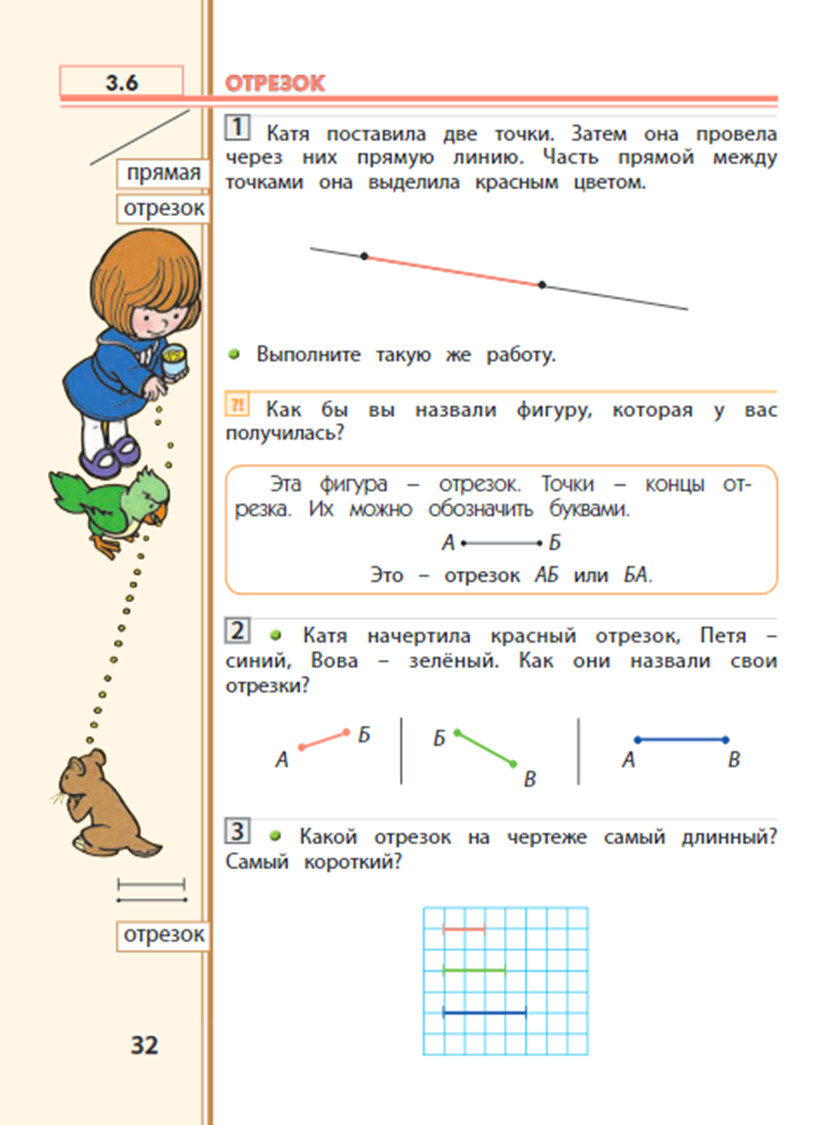 3.6
ОТРЕЗОК
прямая
отрезок
1 Катя поставила две точки. Затем она провела
через них прямую линию. Часть прямой между
точками она выделила красным цветом.
Выполните такую же работу.
?! Как бы вы назвали фигуру, которая у вас
получилась?
Эта фигура – отрезок. Точки – концы от-
резка. Их можно обозначить буквами.
А Б
Это – отрезок АБ или БА.
2 Катя начертила красный отрезок, Петя –
синий, Вова – зелёный. Как они назвали свои
отрезки?
А Б
Б В
А В
3 Какой отрезок на чертеже самый длинный?
Самый короткий?
отрезок
32